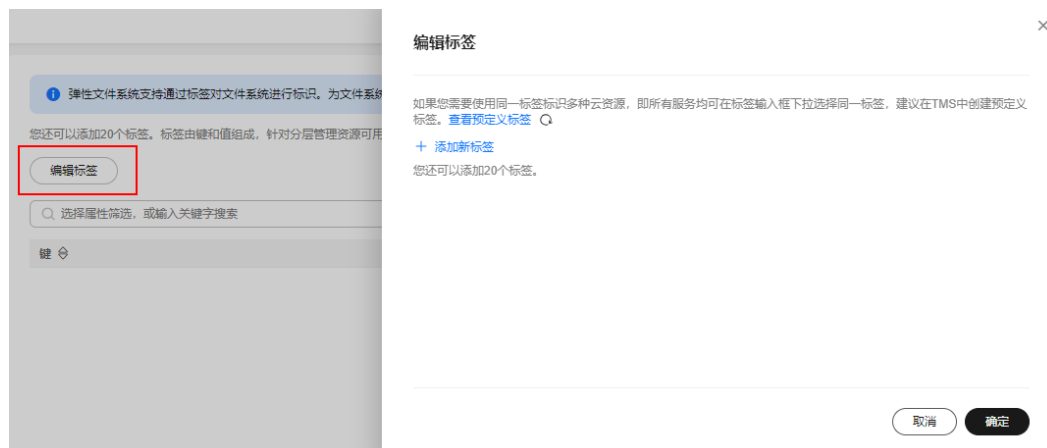 弹性文件系统支持通过标签对文件系统进行标识。为文件系统
您还可以添加20个标签。标签由键和值组成，针对分层管理资源可用
编辑标签
选择属性筛选，或输入关键字搜索
键
编辑标签
如果您需要使用同一标签标识多种云资源，即所有服务均可在标签输入框下拉选择同一标签，建议在TMS中创建预定义
标签。查看预定义标签
添加新标签
您还可以添加20个标签。
取消
确定